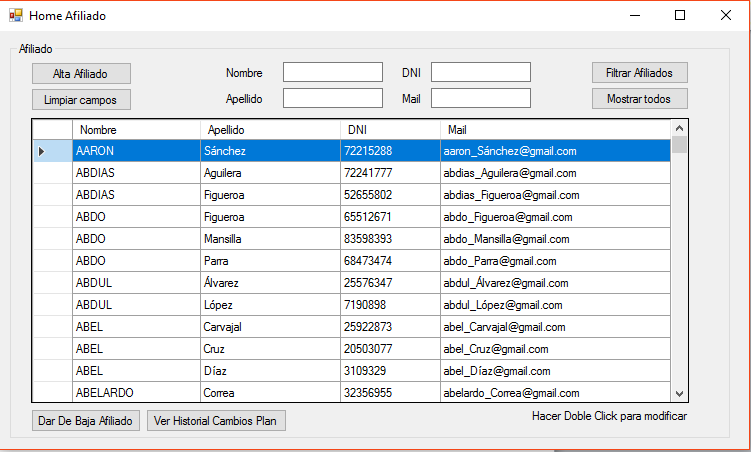 Home Afiliado
Afiliado
Alta Afiliado Nombre DNI Filtrar Afiliados
Limpiar campos Apellido Mail Mostrar todos
Nombre Apellido DNI Mail
AARON Sánchez 72215288 aaron_Sánchez@gmail.com
ABDIAS Aguilera 72241777 abdias_Aguilera@gmail.com
ABDIAS Figueroa 52655802 abdias_Figueroa@gmail.com
ABDO Figueroa 65512671 abdo_Figueroa@gmail.com
ABDO Mansilla 83598393 abdo_Mansilla@gmail.com
ABDO Parra 68473474 abdo_Parra@gmail.com
ABDUL Álvarez 25576347 abdul_Álvarez@gmail.com
ABDUL López 7190898 abdul_López@gmail.com
ABEL Carvajal 25922873 abel_Carvajal@gmail.com
ABEL Cruz 20503077 abel_Cruz@gmail.com
ABEL Díaz 3109329 abel_Díaz@gmail.com
ABELARDO Correa 32356955 abelardo_Correa@gmail.com
Dar De Baja Afiliado Ver Historial Cambios Plan Hacer Doble Click para modificar